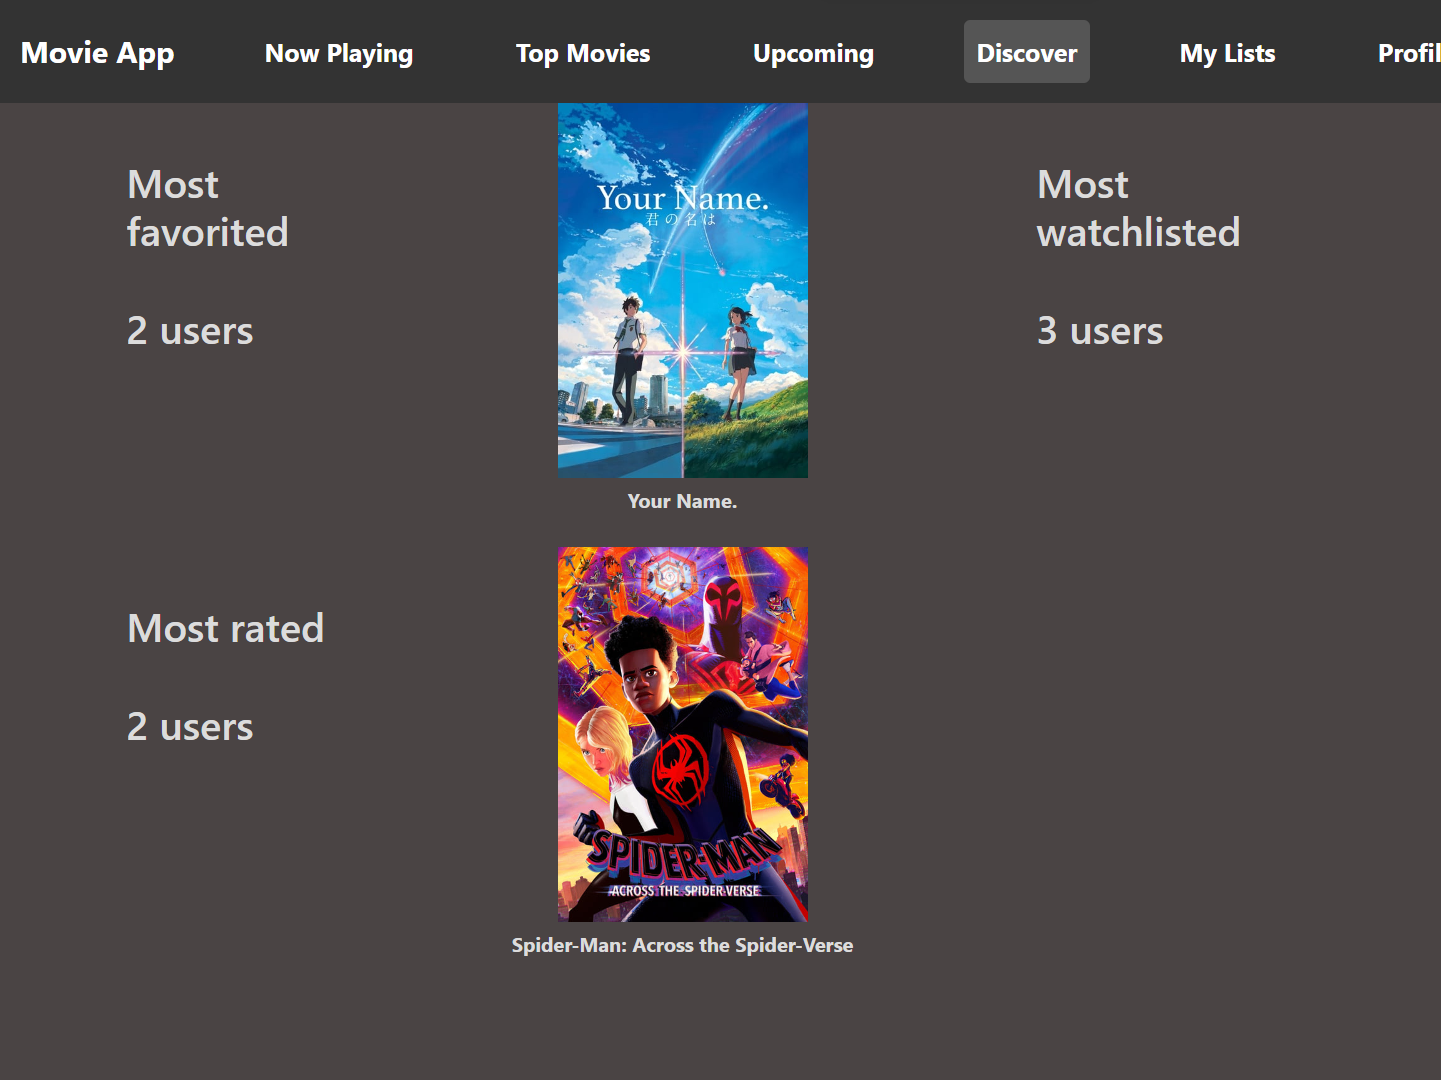 Movie App
Now Playing
Top Movies
Upcoming
Discover
My Lists
Profil
Most
favorited
2 users
Your Name.
君の名は
Your Name.
Most
watchlisted
3 users
Most rated
2 users
SPIDER-MAN
ACROSS THE SPIDER-VERSE
Spider-Man: Across the Spider-Verse